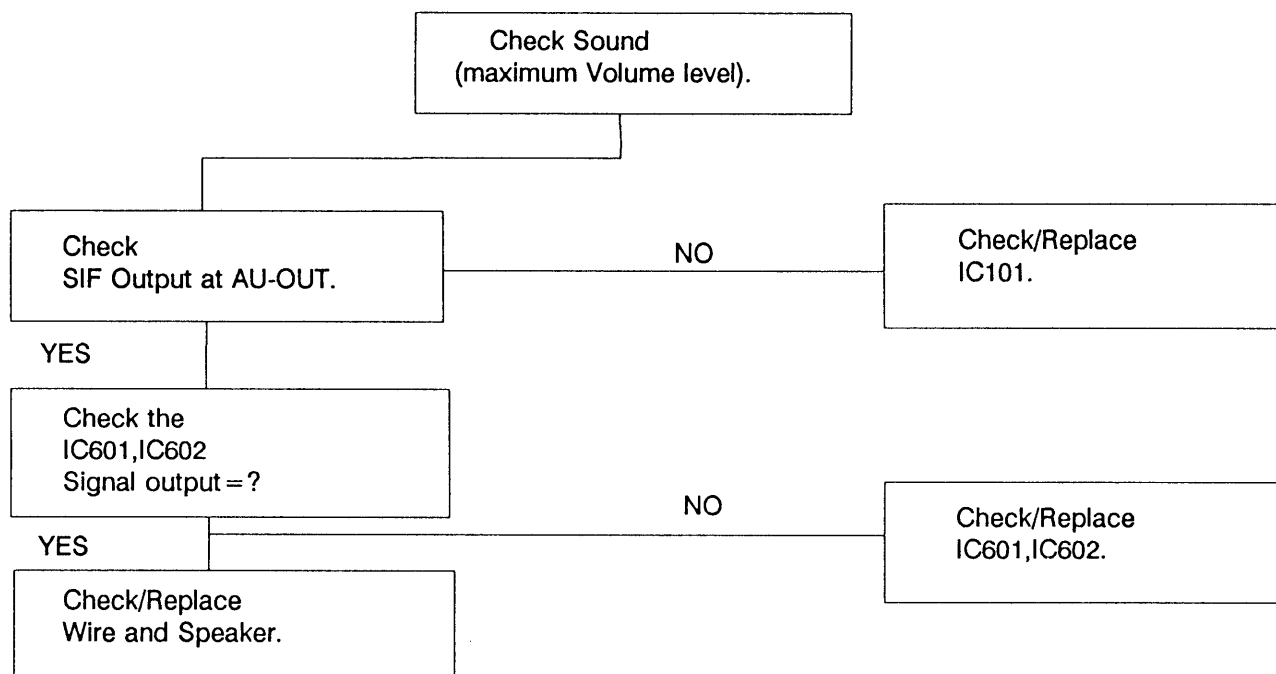 Check Sound
(maximum Volume level).
Check
SIF Output at AU-OUT.
NO
Check/Replace
IC101.
YES
Check the
IC601,IC602
Signal output=?
NO
Check/Replace
IC601,IC602.
YES
Check/Replace
Wire and Speaker.